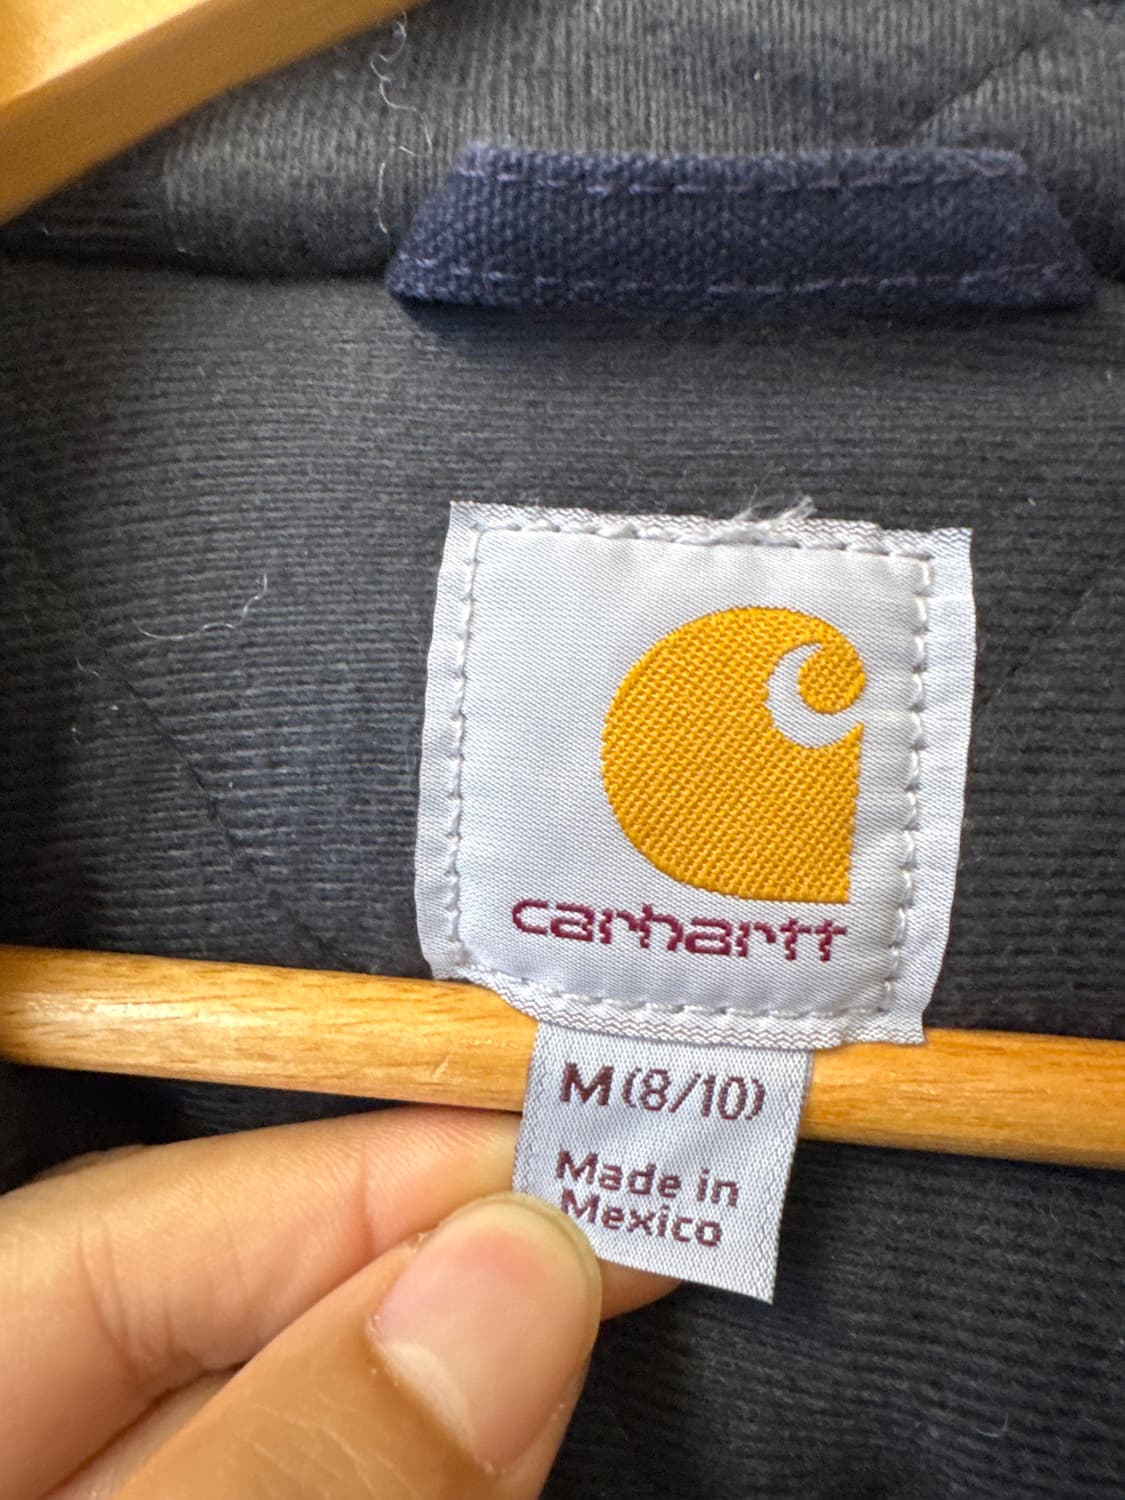 carhartt
M (8/10)
Made in
Mexico